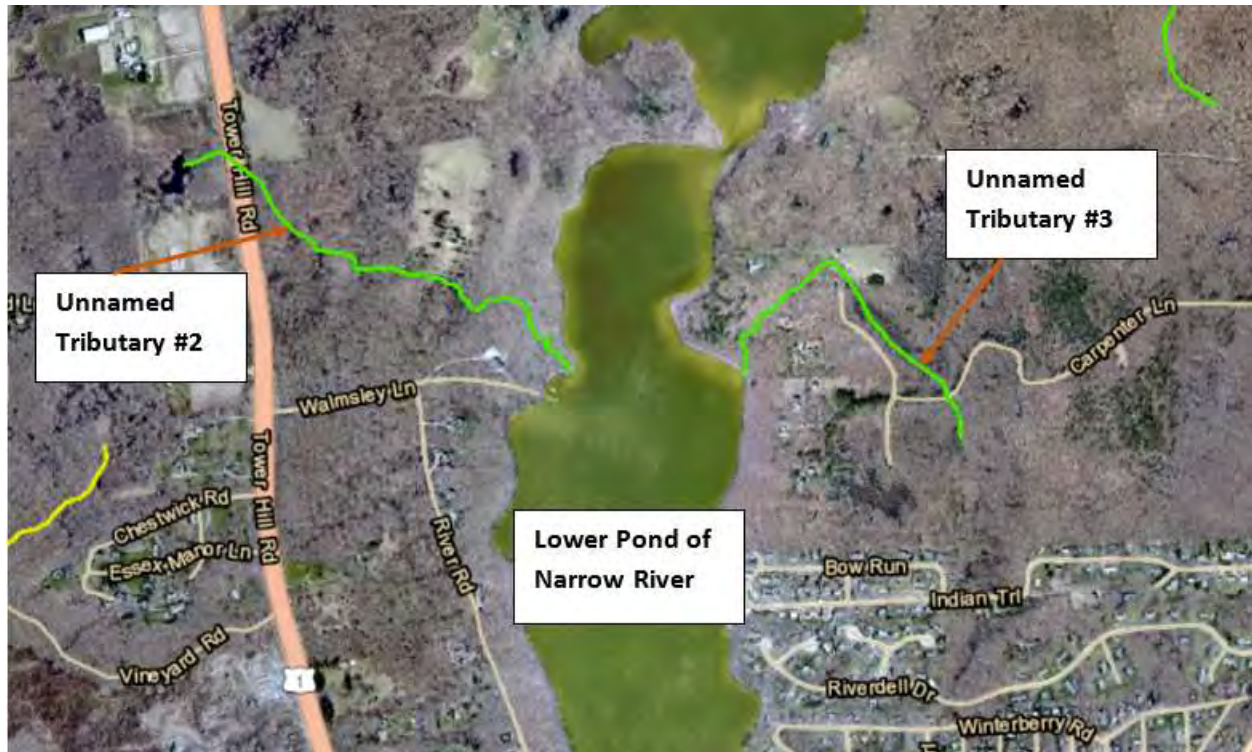 Tower Hill Rd
Unnamed
Tributary #3
Unnamed
Tributary #2
Carpenter Ln
Walmsley Ln
Tower Hill Rd
Chestwick Rd
Essex Manor Ln
River Rd
Lower Pond of
Narrow River
Bow Run
Indian Trl
Vineyard Rd
1
Riverdell Dr
Winterberry Rd